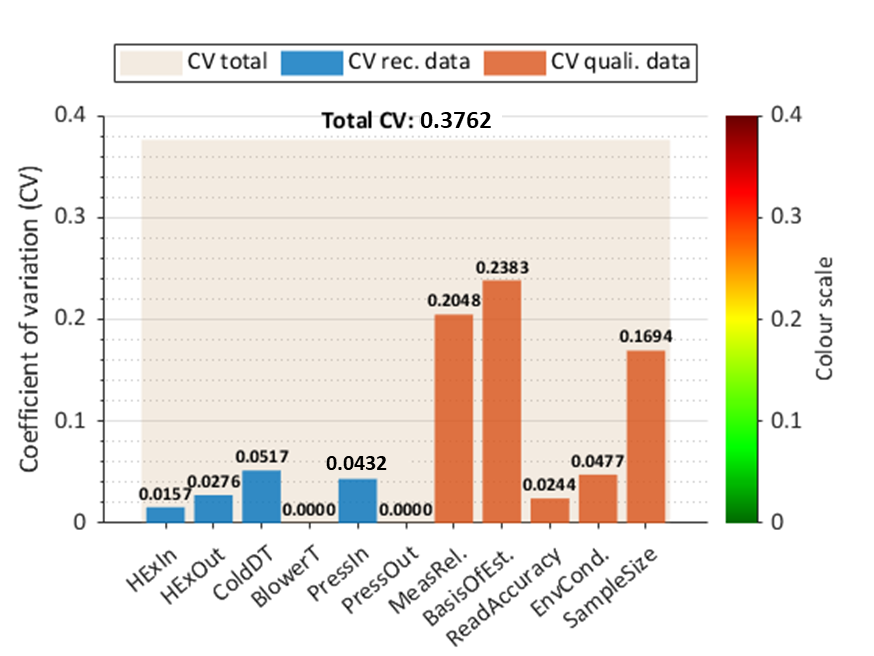 CV total CV rec. data CV quali. data
Total CV: 0.3762
Coefficient of variation (CV)
0.4
0.3
0.2
0.1
0
0.0157
0.0276
0.0517
0.0000
0.0432
0.0000
0.2048
0.2383
0.0244
0.0477
0.1694
HExIn
HExOut
ColdDT
BlowerT
PressIn
PressOut
MeasRel.
BasisOfEst.
ReadAccuracy
EnvCond.
SampleSize
0.4
0.3
0.2
0.1
0
Colour scale